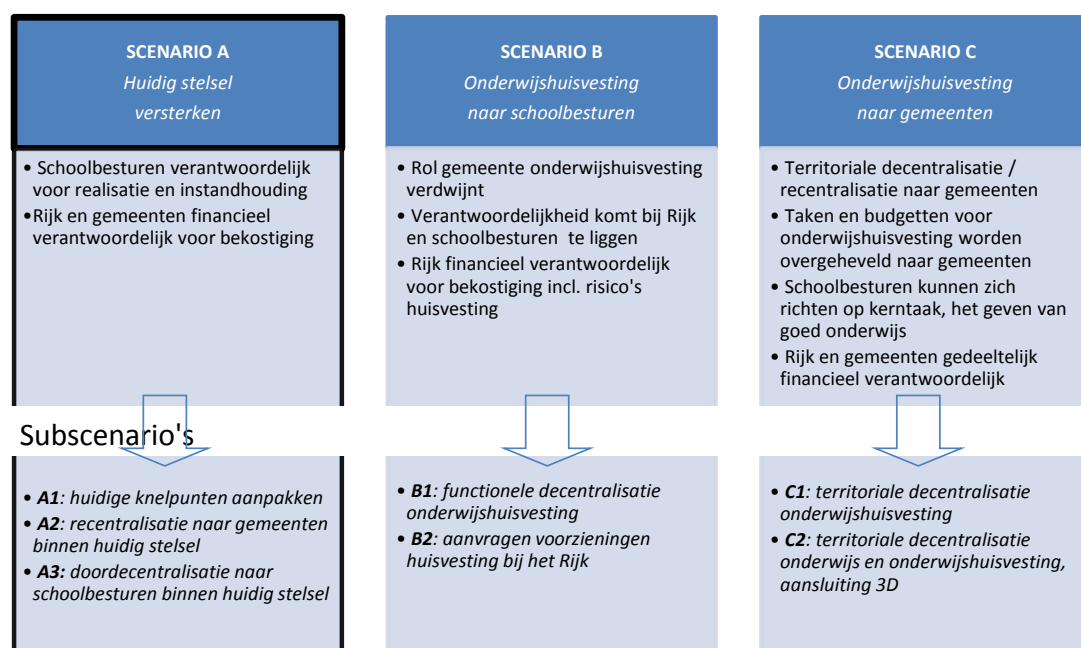 SCENARIO A
Huidig stelsel
versterken
• Schoolbesturen verantwoordelijk
voor realisatie en instandhouding
•Rijk en gemeenten financieel
verantwoordelijk voor bekostiging
SCENARIO B
Onderwijshuisvesting
naar schoolbesturen
• Rol gemeente onderwijshuisvesting
verdwijnt
• Verantwoordelijkheid komt bij Rijk
en schoolbesturen te liggen
• Rijk financieel verantwoordelijk
voor bekostiging incl. risico's
huisvesting
SCENARIO C
Onderwijshuisvesting
naar gemeenten
• Territoriale decentralisatie /
recentralisatie naar gemeenten
• Taken en budgetten voor
onderwijshuisvesting worden
overgeheveld naar gemeenten
• Schoolbesturen kunnen zich
richten op kerntaak, het geven van
goed onderwijs
• Rijk en gemeenten gedeeltelijk
financieel verantwoordelijk
Subscenario's
• A1: huidige knelpunten aanpakken
• A2: recentralisatie naar gemeenten
binnen huidig stelsel
• A3: doordecentralisatie naar
schoolbesturen binnen huidig stelsel
• B1: functionele decentralisatie
onderwijshuisvesting
• B2: aanvragen voorzieningen
huisvesting bij het Rijk
• C1: territoriale decentralisatie
onderwijshuisvesting
• C2: territoriale decentralisatie
onderwijs en onderwijshuisvesting,
aansluitig 3D